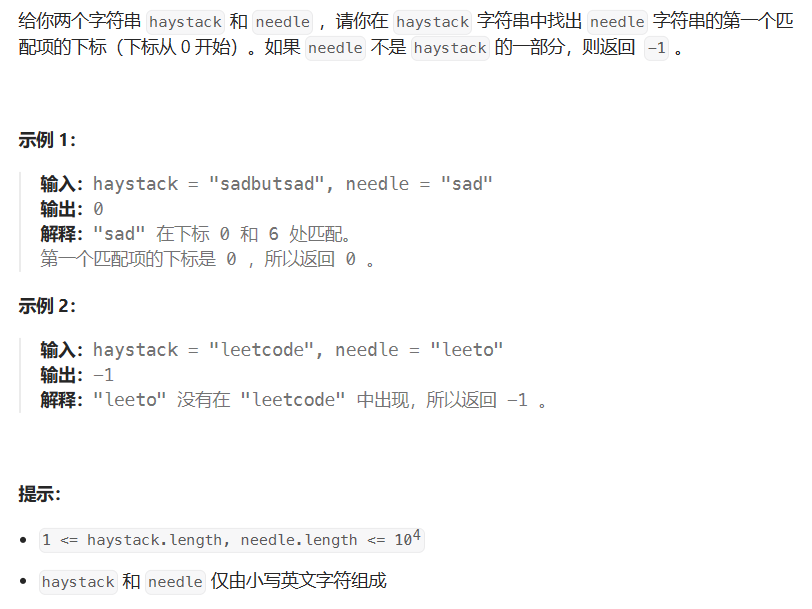 给你两个字符串 haystack 和 needle ，请你在 haystack 字符串中找出 needle 字符串的第一个匹
配项的下标（下标从 0 开始）。如果 needle 不是 haystack 的一部分，则返回 -1 。
示例 1：
输入：haystack = "sadbutsad", needle = "sad"
输出：0
解释："sad" 在下标 0 和 6 处匹配。
第一个匹配项的下标是 0 ，所以返回 0 。
示例 2：
输入：haystack = "leetcode", needle = "leeto"
输出：-1
解释："leeto" 没有在 "leetcode" 中出现，所以返回 -1 。
提示：
• 1 <= haystack.length, needle.length <= 10⁴
• haystack 和 needle 仅由小写英文字符组成